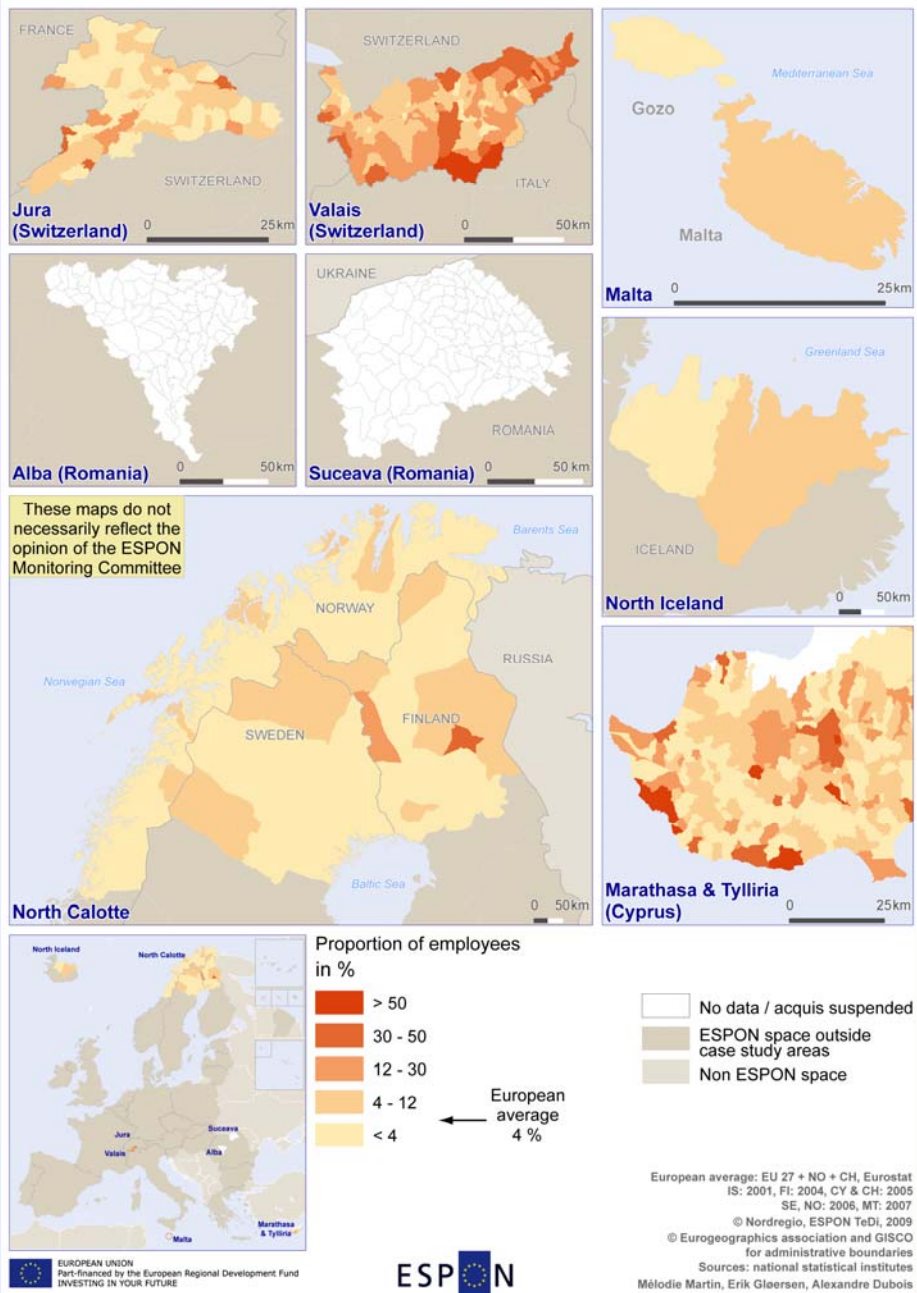 FRANCE
SWITZERLAND
Jura
(Switzerland)
0 25km
SWITZERLAND
ITALY
Valais
(Switzerland)
0 50km
Mediterranean Sea
Gozo
Malta
Malta
0 25km
Alba (Romania)
0 50km
UKRAINE
ROMANIA
Suceava (Romania)
0 50km
Greenland Sea
ICELAND
0 50km
North Iceland
These maps do not
necessarily reflect the
opinion of the ESPON
Monitoring Committee
Barents Sea
NORWAY
RUSSIA
Norwegian Sea
SWEDEN
FINLAND
Baltic Sea
North Calotte
0 50km
Marathasa & Tylliria
(Cyprus)
0 25km
North Iceland
North Calotte
Jura
Valais
Suceava
Alba
Malta
Marathasa
& Tylliria
Proportion of employees
in %
> 50
30 - 50
12 - 30
4 - 12
< 4
European
average
4 %
No data / acquis suspended
ESPON space outside
case study areas
Non ESPON space
European average: EU 27 + NO + CH, Eurostat
IS: 2001, FI: 2004, CY & CH: 2005
SE, NO: 2006, MT: 2007
© Nordregio, ESPON TeDi, 2009
© Eurogeographics association and GISCO
for administrative boundaries
Sources: national statistical institutes
Mélodie Martin, Erik Gløersen, Alexandre Dubois
EUROPEAN UNION
Part-financed by the European Regional Development Fund
INVESTING IN YOUR FUTURE
ESPON